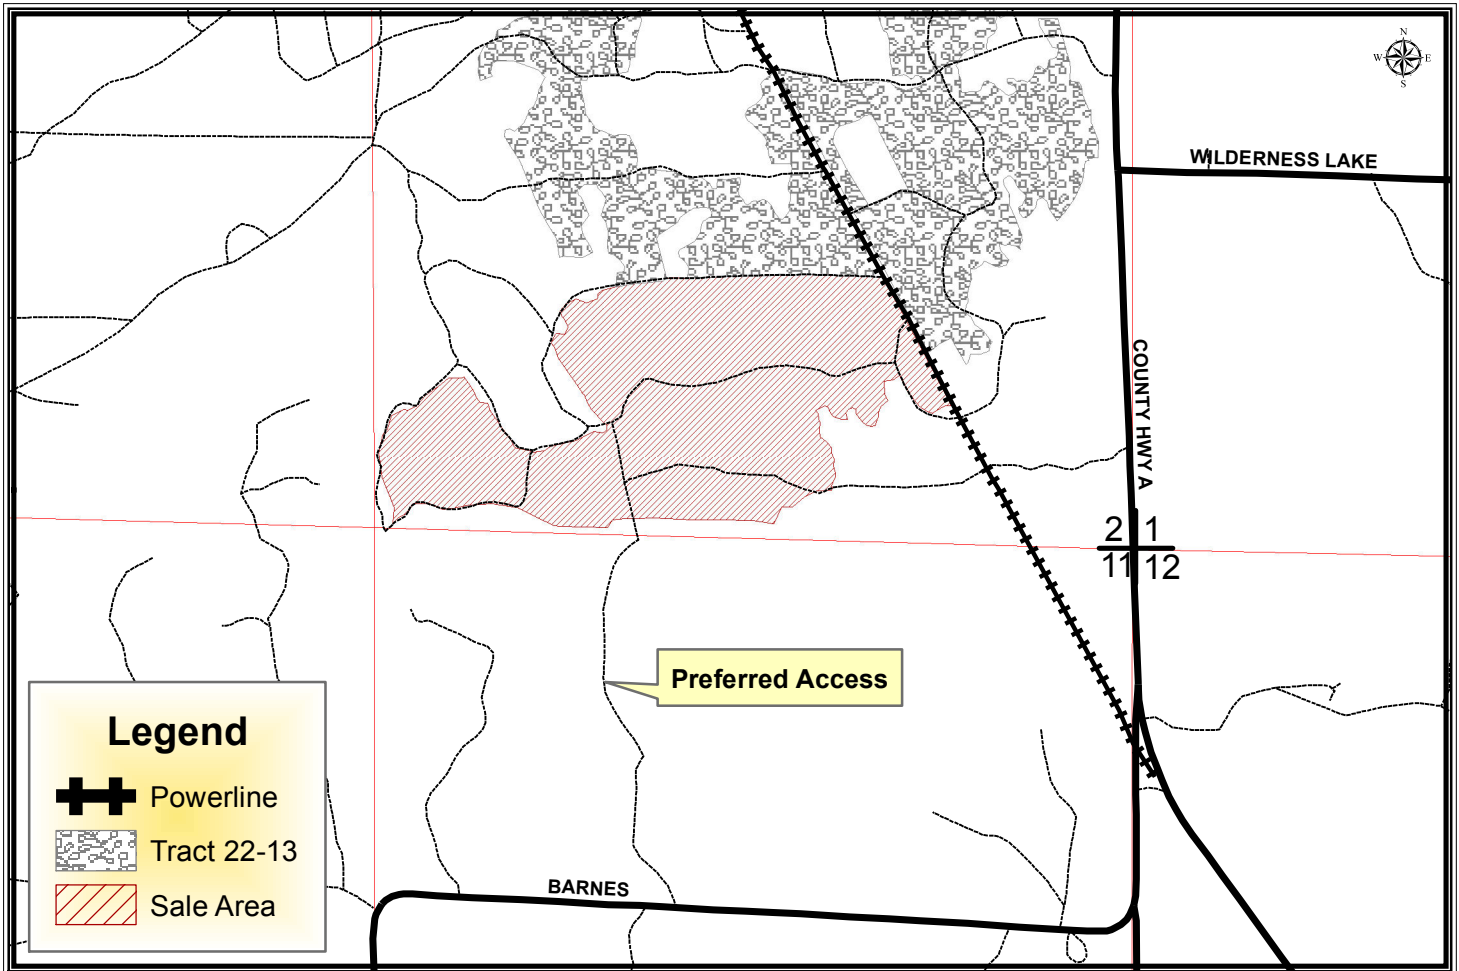 N
W E
S
WILDERNESS LAKE
COUNTY HWY A
2 1
11 12
Preferred Access
Legend
Powerline
Tract 22-13
Sale Area
BARNES